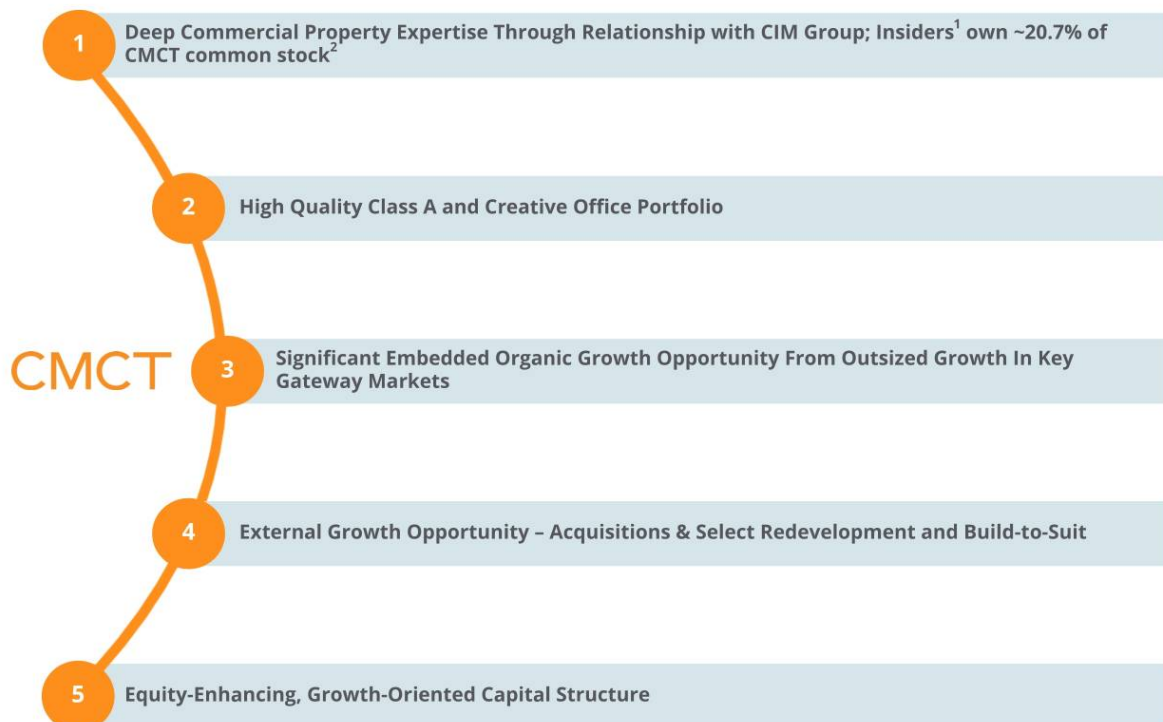 1
Deep Commercial Property Expertise Through Relationship with CIM Group; Insiders¹ own ~20.7% of
CMCT common stock²
2
High Quality Class A and Creative Office Portfolio
CMCT
3
Significant Embedded Organic Growth Opportunity From Outsized Growth In Key
Gateway Markets
4
External Growth Opportunity – Acquisitions & Select Redevelopment and Build-to-Suit
5
Equity-Enhancing, Growth-Oriented Capital Structure